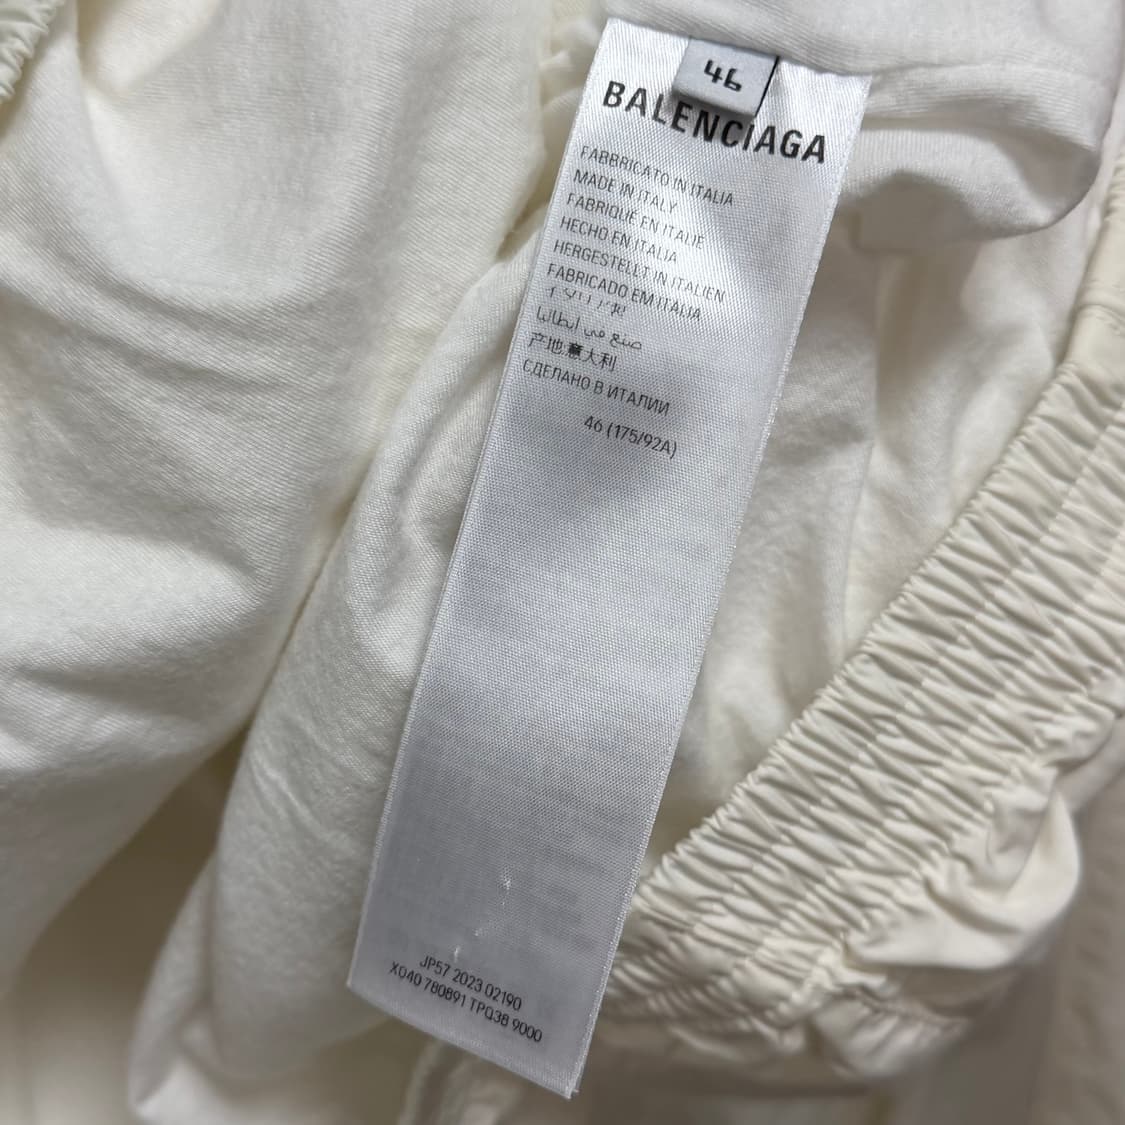 46
BALENCIAGA
FABBRICATO IN ITALIA
MADE IN ITALY
FABRIQUÉ EN ITALIE
HECHO EN ITALIA
HERGESTELLT IN ITALIEN
FABRICADO EM ITALIA
صنع في ايطاليا
产地:意大利
СДЕЛАНО В ИТАЛИИ
46 (175/92A)
JP57 2023 02190
X040 780891 TPQ38 9000